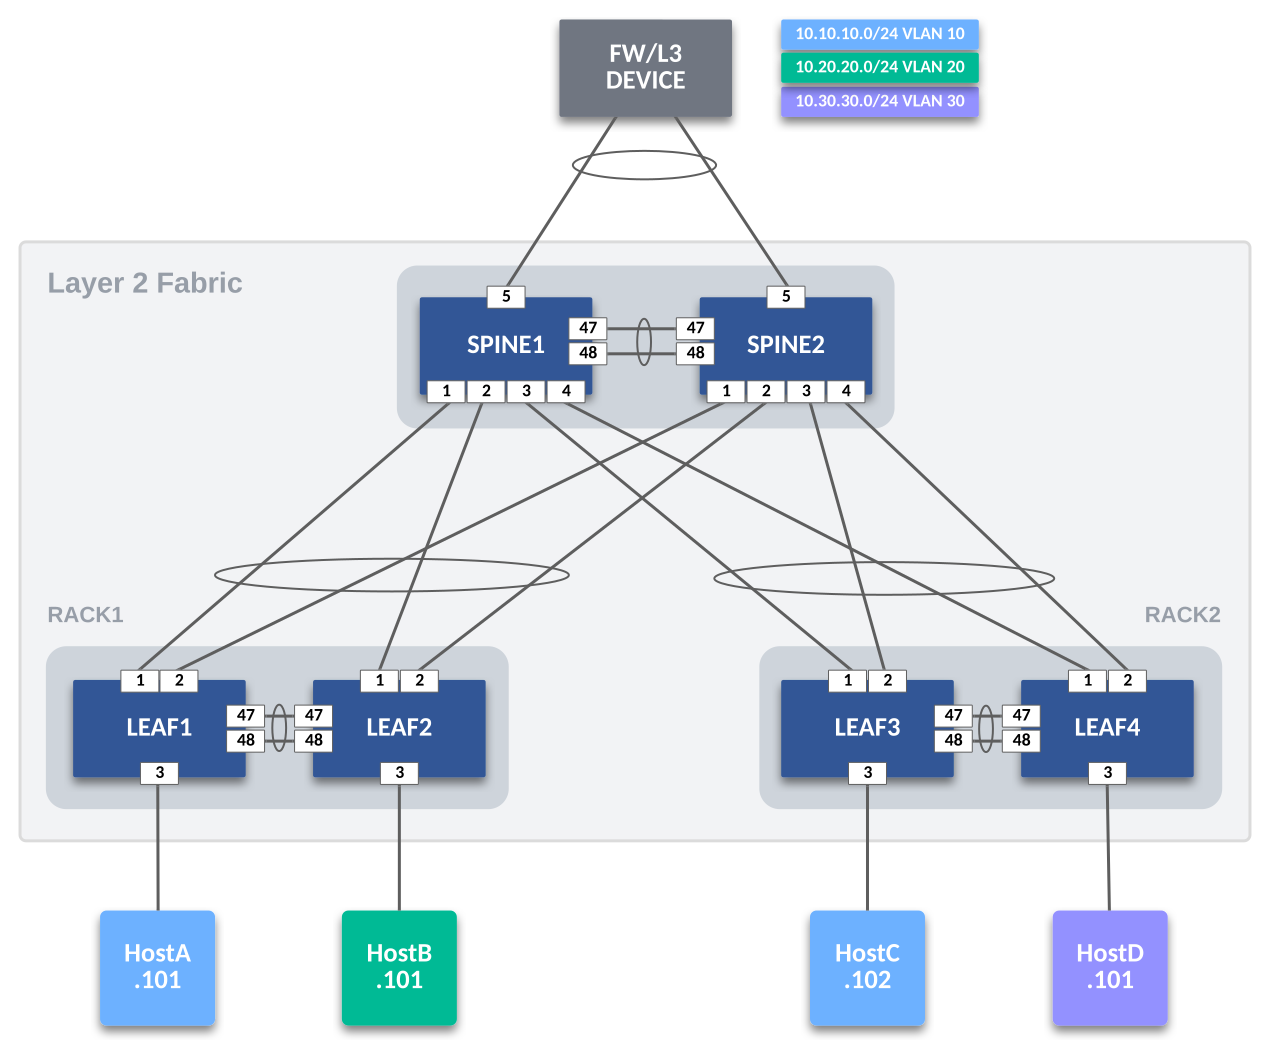 FW/L3
DEVICE
10.10.10.0/24 VLAN 10
10.20.20.0/24 VLAN 20
10.30.30.0/24 VLAN 30
Layer 2 Fabric
5
5
SPINE1
47
48
47
48
SPINE2
1 2 3 4
1 2 3 4
RACK1
RACK2
1 2
1 2
1 2
1 2
LEAF1
47
48
47
48
LEAF2
LEAF3
47
48
47
48
LEAF4
3
3
3
3
HostA
.101
HostB
.101
HostC
.102
HostD
.101